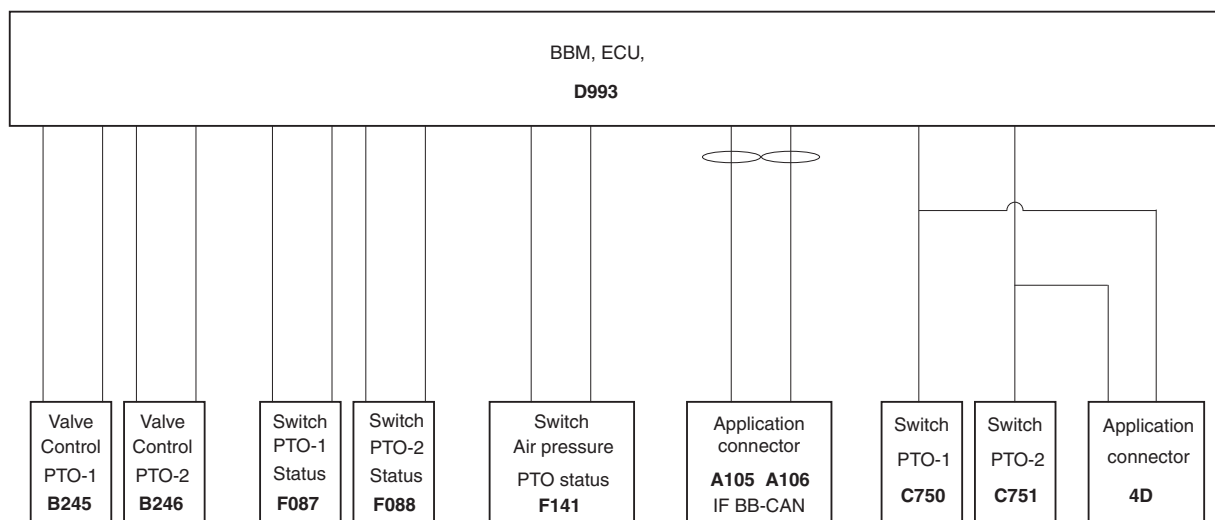 BBM, ECU,
D993
Valve
Control
PTO-1
B245
Valve
Control
PTO-2
B246
Switch
PTO-1
Status
F087
Switch
PTO-2
Status
F088
Switch
Air pressure
PTO status
F141
Application
connector
A105 A106
IF BB-CAN
Switch
PTO-1
C750
Switch
PTO-2
C751
Application
connector
4D